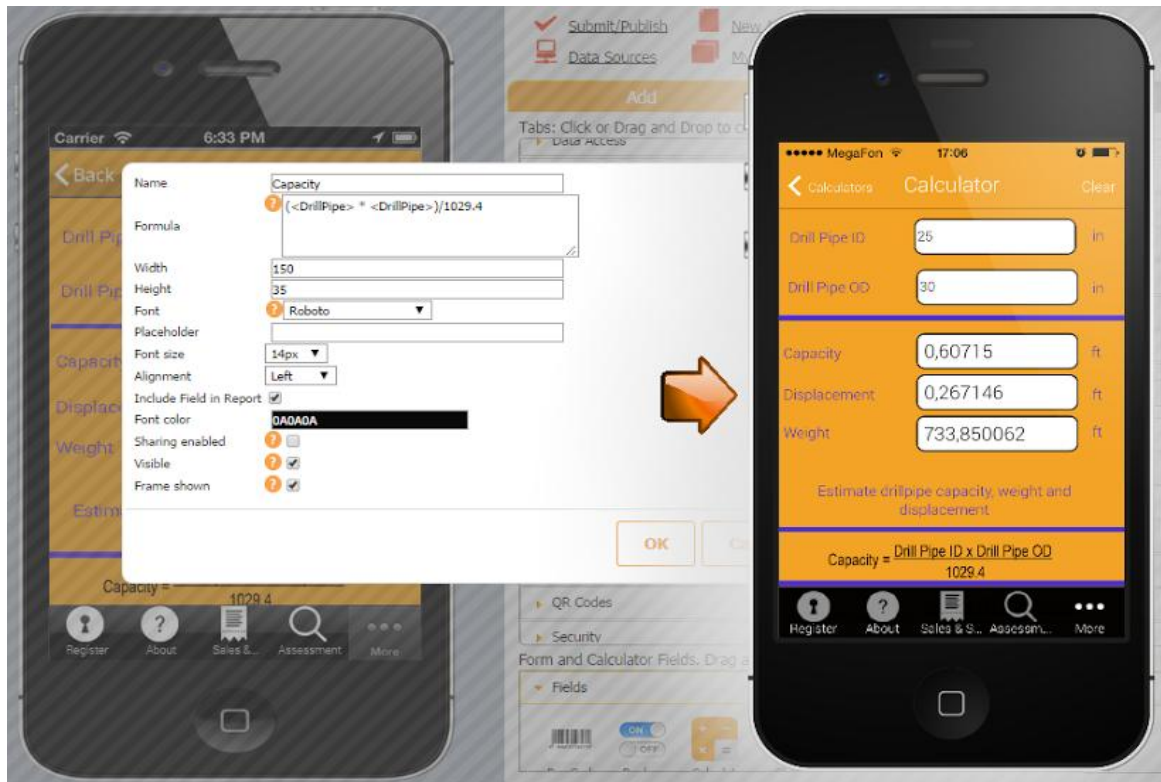 Submit/Publish
New
Data Sources
Add
Tabs: Click or Drag and Drop to
Data Access
Carrier
6:33 PM
Back
Drill
Drill
Capacity
Weight
Capacity =
1029.4
Register
About
Sales &...
Assessment
More
Name
Capacity
Formula
(<DrillPipe> * <DrillPipe>)/1029.4
Width
150
Height
35
Font
Roboto
Placeholder
Font size
14px
Alignment
Left
Include Field in Report
Font color
0A0A0A
Sharing enabled
Visible
Frame shown
OK
QR Codes
Security
Form and Calculator Fields. Drag
Fields
ON
OFF
MegaFon
17:06
Calculators
Calculator
Clear
Drill Pipe ID
25
in
Drill Pipe OD
30
in
Capacity
0,60715
ft
Displacement
0,267146
ft
Weight
733,850062
ft
Estimate drillpipe capacity, weight and
displacement
Capacity =
Drill Pipe ID x Drill Pipe OD
1029.4
Register
About
Sales & S...
Assessm...
More